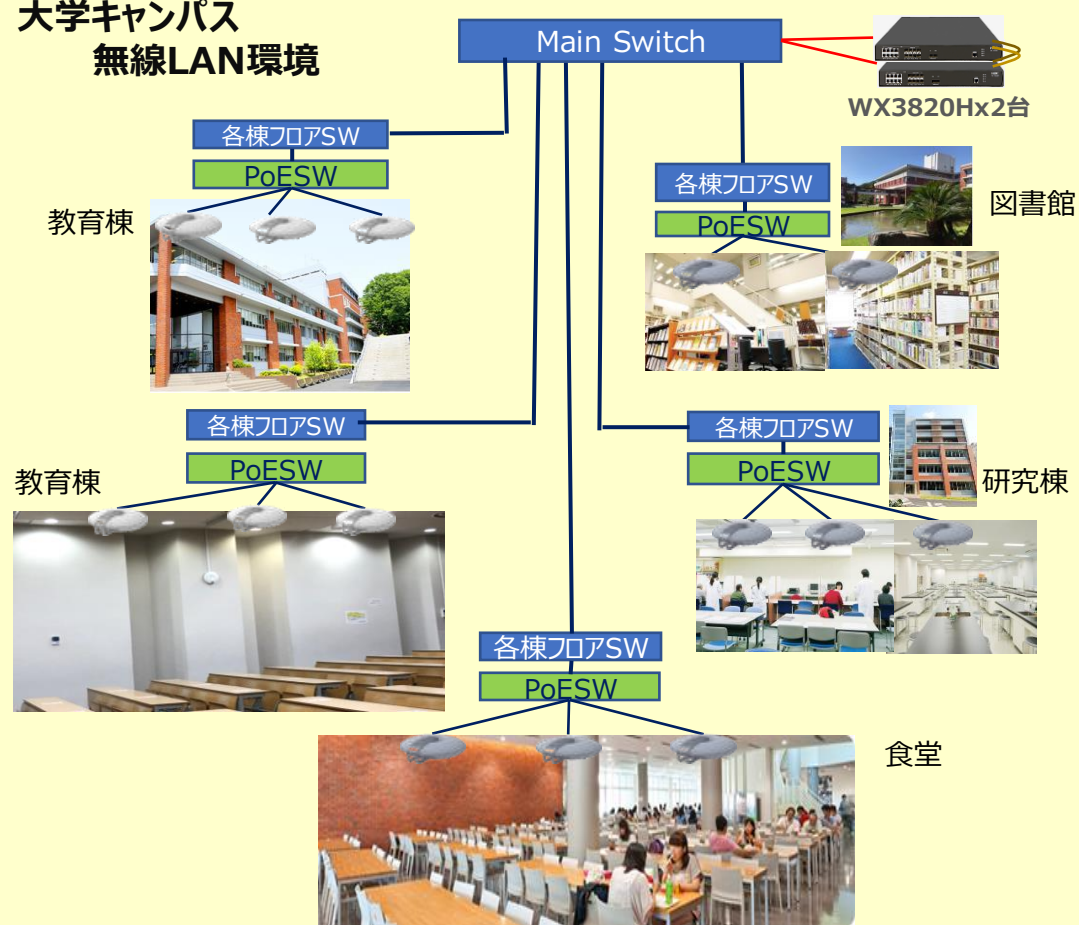 大学キャンパス
無線LAN環境
Main Switch
WX3820Hx2台
各棟フロアSW
PoESW
教育棟
各棟フロアSW
PoESW
図書館
各棟フロアSW
PoESW
教育棟
各棟フロアSW
PoESW
研究棟
各棟フロアSW
PoESW
食堂